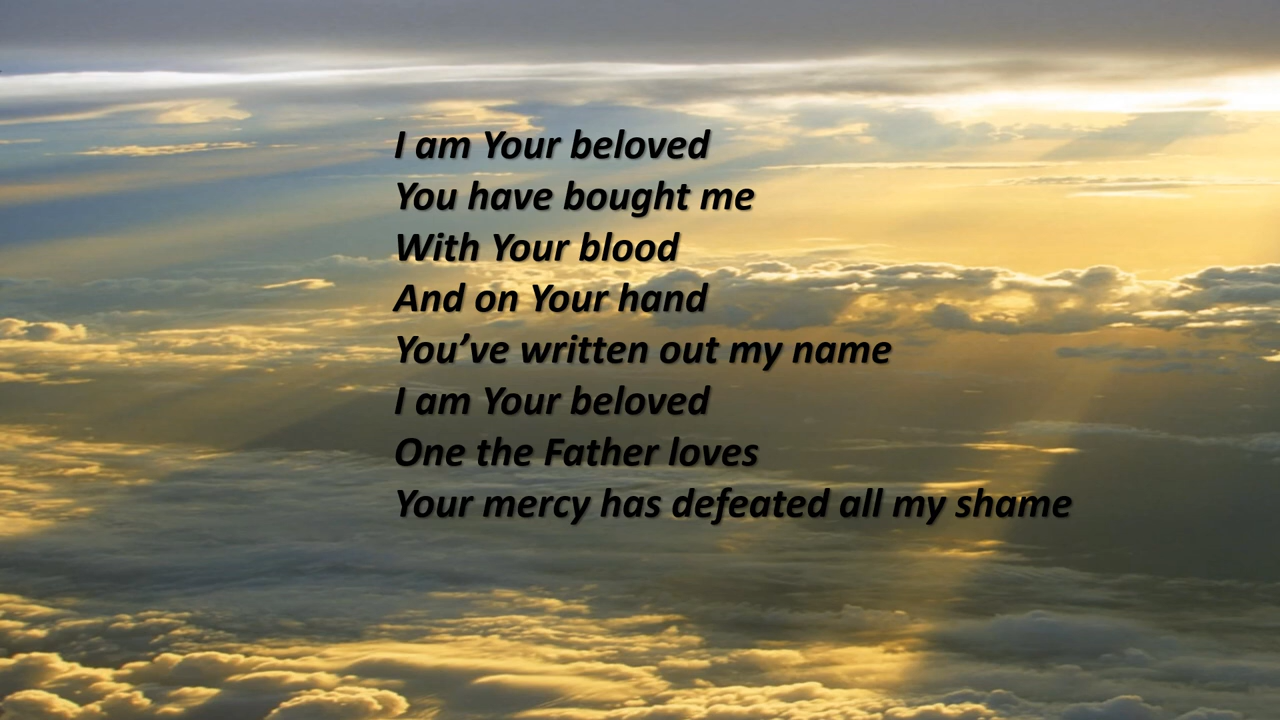 I am Your beloved
You have bought me
With Your blood
And on Your hand
You’ve written out my name
I am Your beloved
One the Father loves
Your mercy has defeated all my shame